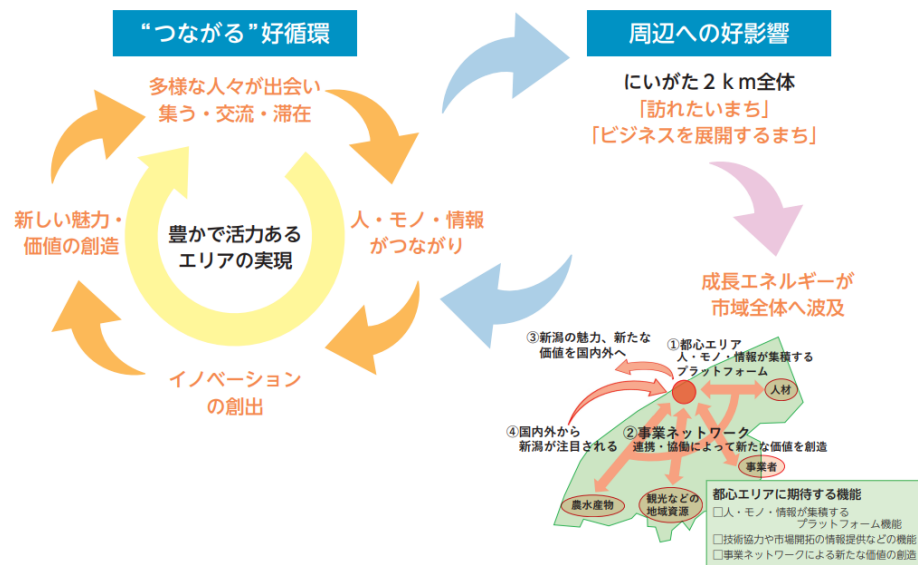 “つながる”好循環
多様な人々が出会い
集う・交流・滞在
人・モノ・情報
がつながり
イノベーション
の創出
新しい魅力・
価値の創造
豊かで活力ある
エリアの実現
周辺への好影響
にいがた２ｋｍ全体
「訪れたいまち」
「ビジネスを展開するまち」
成長エネルギーが
市域全体へ波及
①都心エリア
人・モノ・情報が集積する
プラットフォーム
②事業ネットワーク
連携・協働によって新たな価値を創造
③新潟の魅力、新たな
価値を国内外へ
④国内外から
新潟が注目される
人材
事業者
観光などの
地域資源
農水産物
都心エリアに期待する機能
□人・モノ・情報が集積する
プラットフォーム機能
□技術協力や市場開拓の情報提供などの機能
□事業ネットワークによる新たな価値の創造